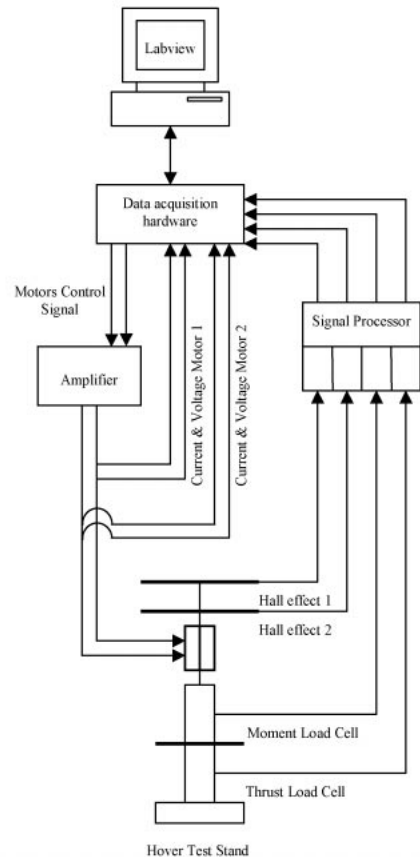 Labview
Data acquisition
hardware
Motors Control
Signal
Signal Processor
Amplifier
Current & Voltage Motor 1
Current & Voltage Motor 2
Hall effect 1
Hall effect 2
Moment Load Cell
Thrust Load Cell
Hover Test Stand